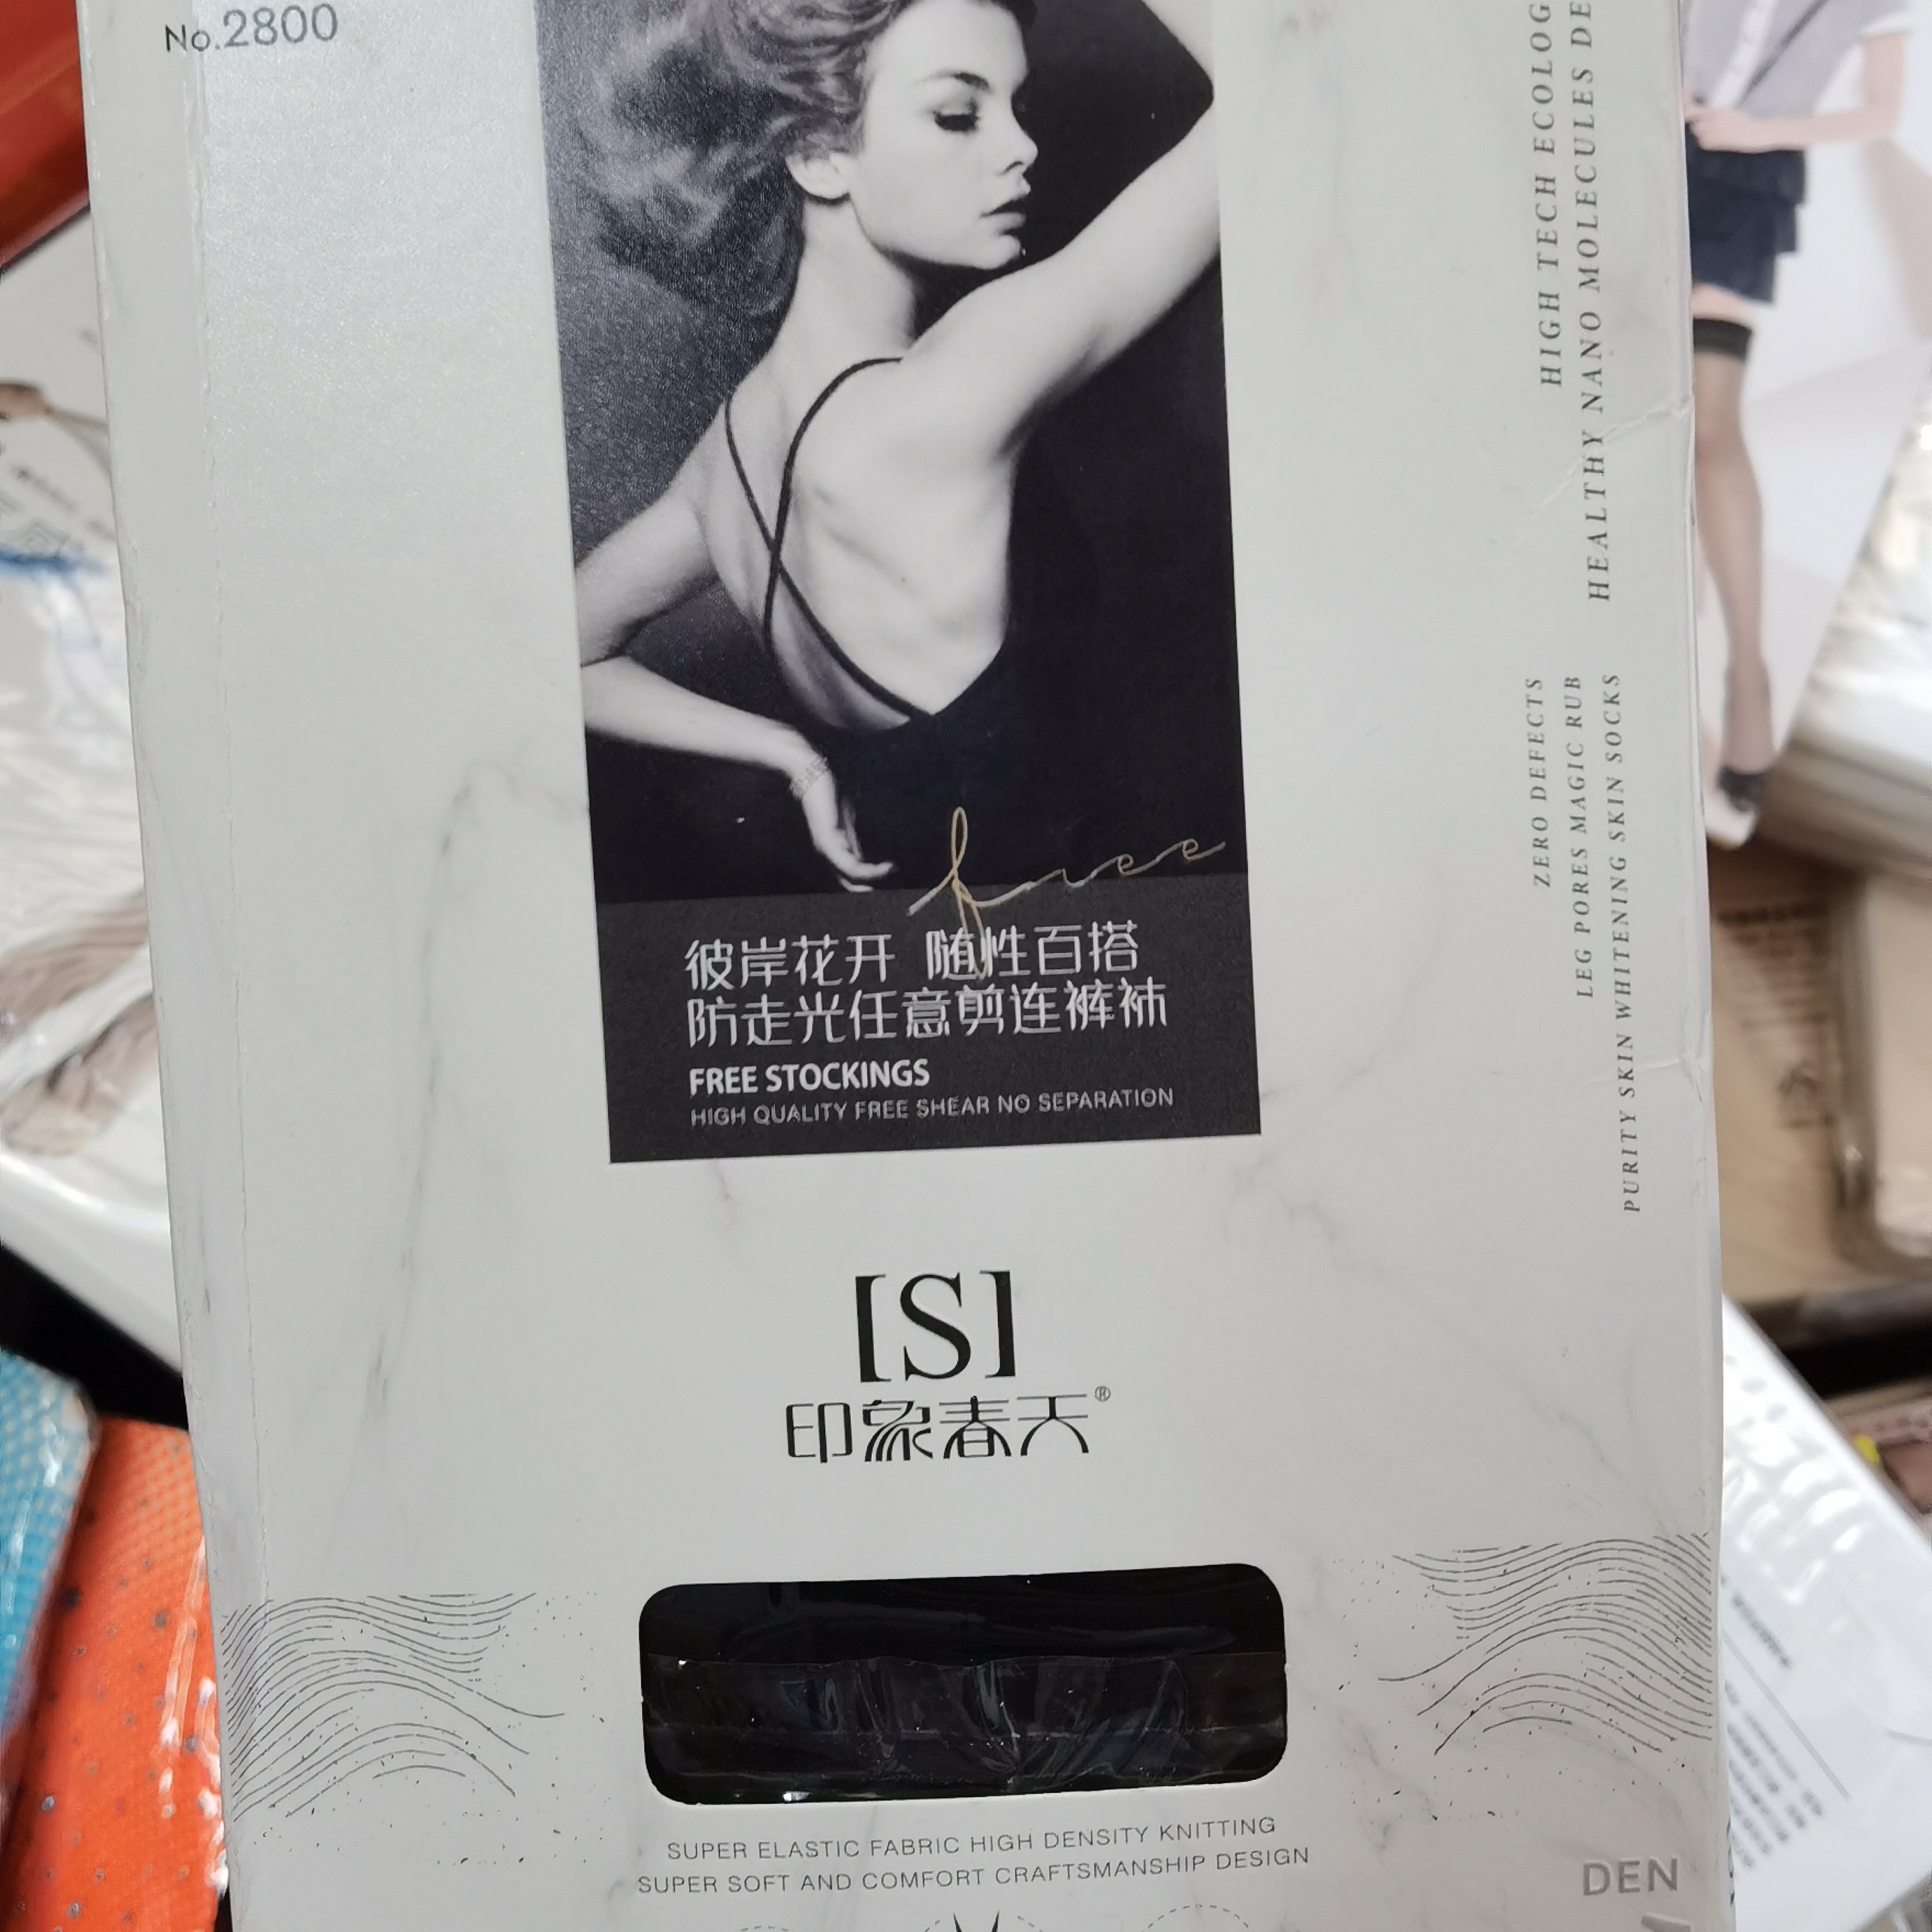 No.2800
HIGH TECH ECOLOG
HEALTHY NANO MOLECULES DE
ZERO DEFECTS
LEG PORES MAGIC RUB
PURITY SKIN WHITENING SKIN SOCKS
free
彼岸花开 随性百搭
防走光任意剪连裤袜
FREE STOCKINGS
HIGH QUALITY FREE SHEAR NO SEPARATION
[S]
印象春天®
SUPER ELASTIC FABRIC HIGH DENSITY KNITTING
SUPER SOFT AND COMFORT CRAFTSMANSHIP DESIGN
DEN